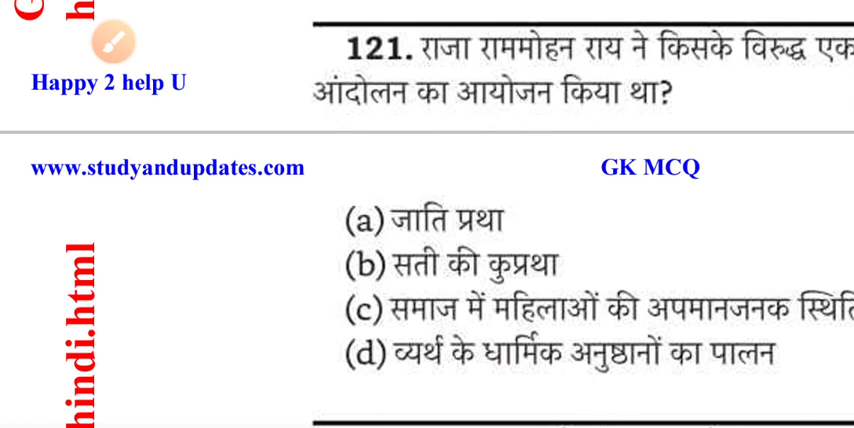 121. राजा राममोहन राय ने किसके विरुद्ध एक
Happy 2 help U
आंदोलन का आयोजन किया था?
www.studyandupdates.com
GK MCQ
(a) जाति प्रथा
(b) सती की कुप्रथा
(c) समाज में महिलाओं की अपमानजनक
(d) व्यर्थ के धार्मिक अनुष्ठानों का पालन
hindi.html